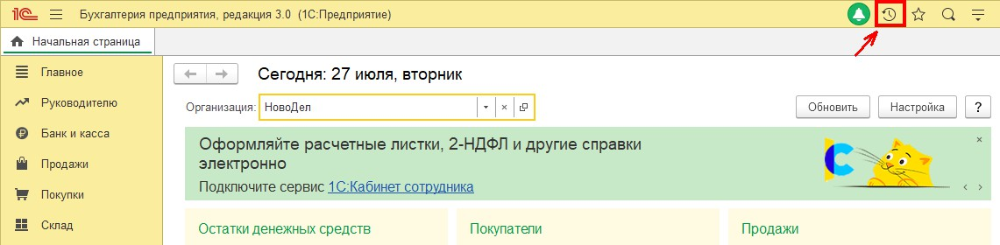 1С Бухгалтерия предприятия, редакция 3.0 (1С:Предприятие)
Начальная страница
Главное
Руководителю
Банк и касса
Продажи
Покупки
Склад
Сегодня: 27 июля, вторник
Организация: НовоДел
Обновить Настройка ?
Оформляйте расчетные листки, 2-НДФЛ и другие справки
электронно
Подключите сервис 1С:Кабинет сотрудника
Остатки денежных средств Покупатели Продажи